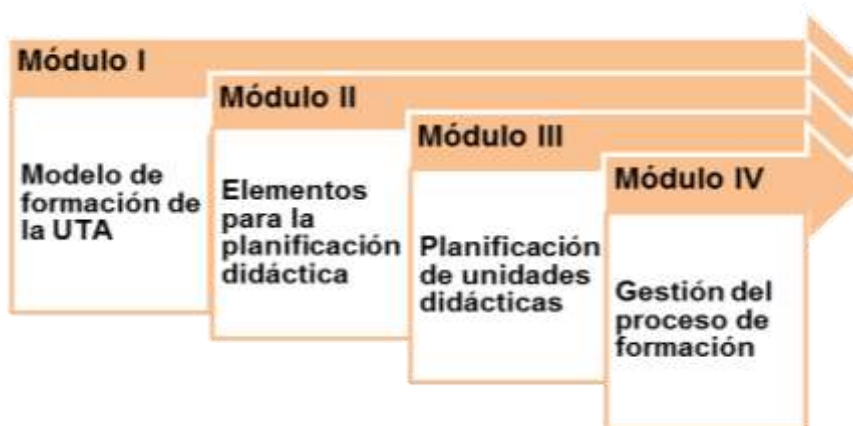 Módulo I
Modelo de
formación de
la UTA
Módulo II
Elementos
para la
planificación
didáctica
Módulo III
Planificación
de unidades
didácticas
Módulo IV
Gestión del
proceso de
formación